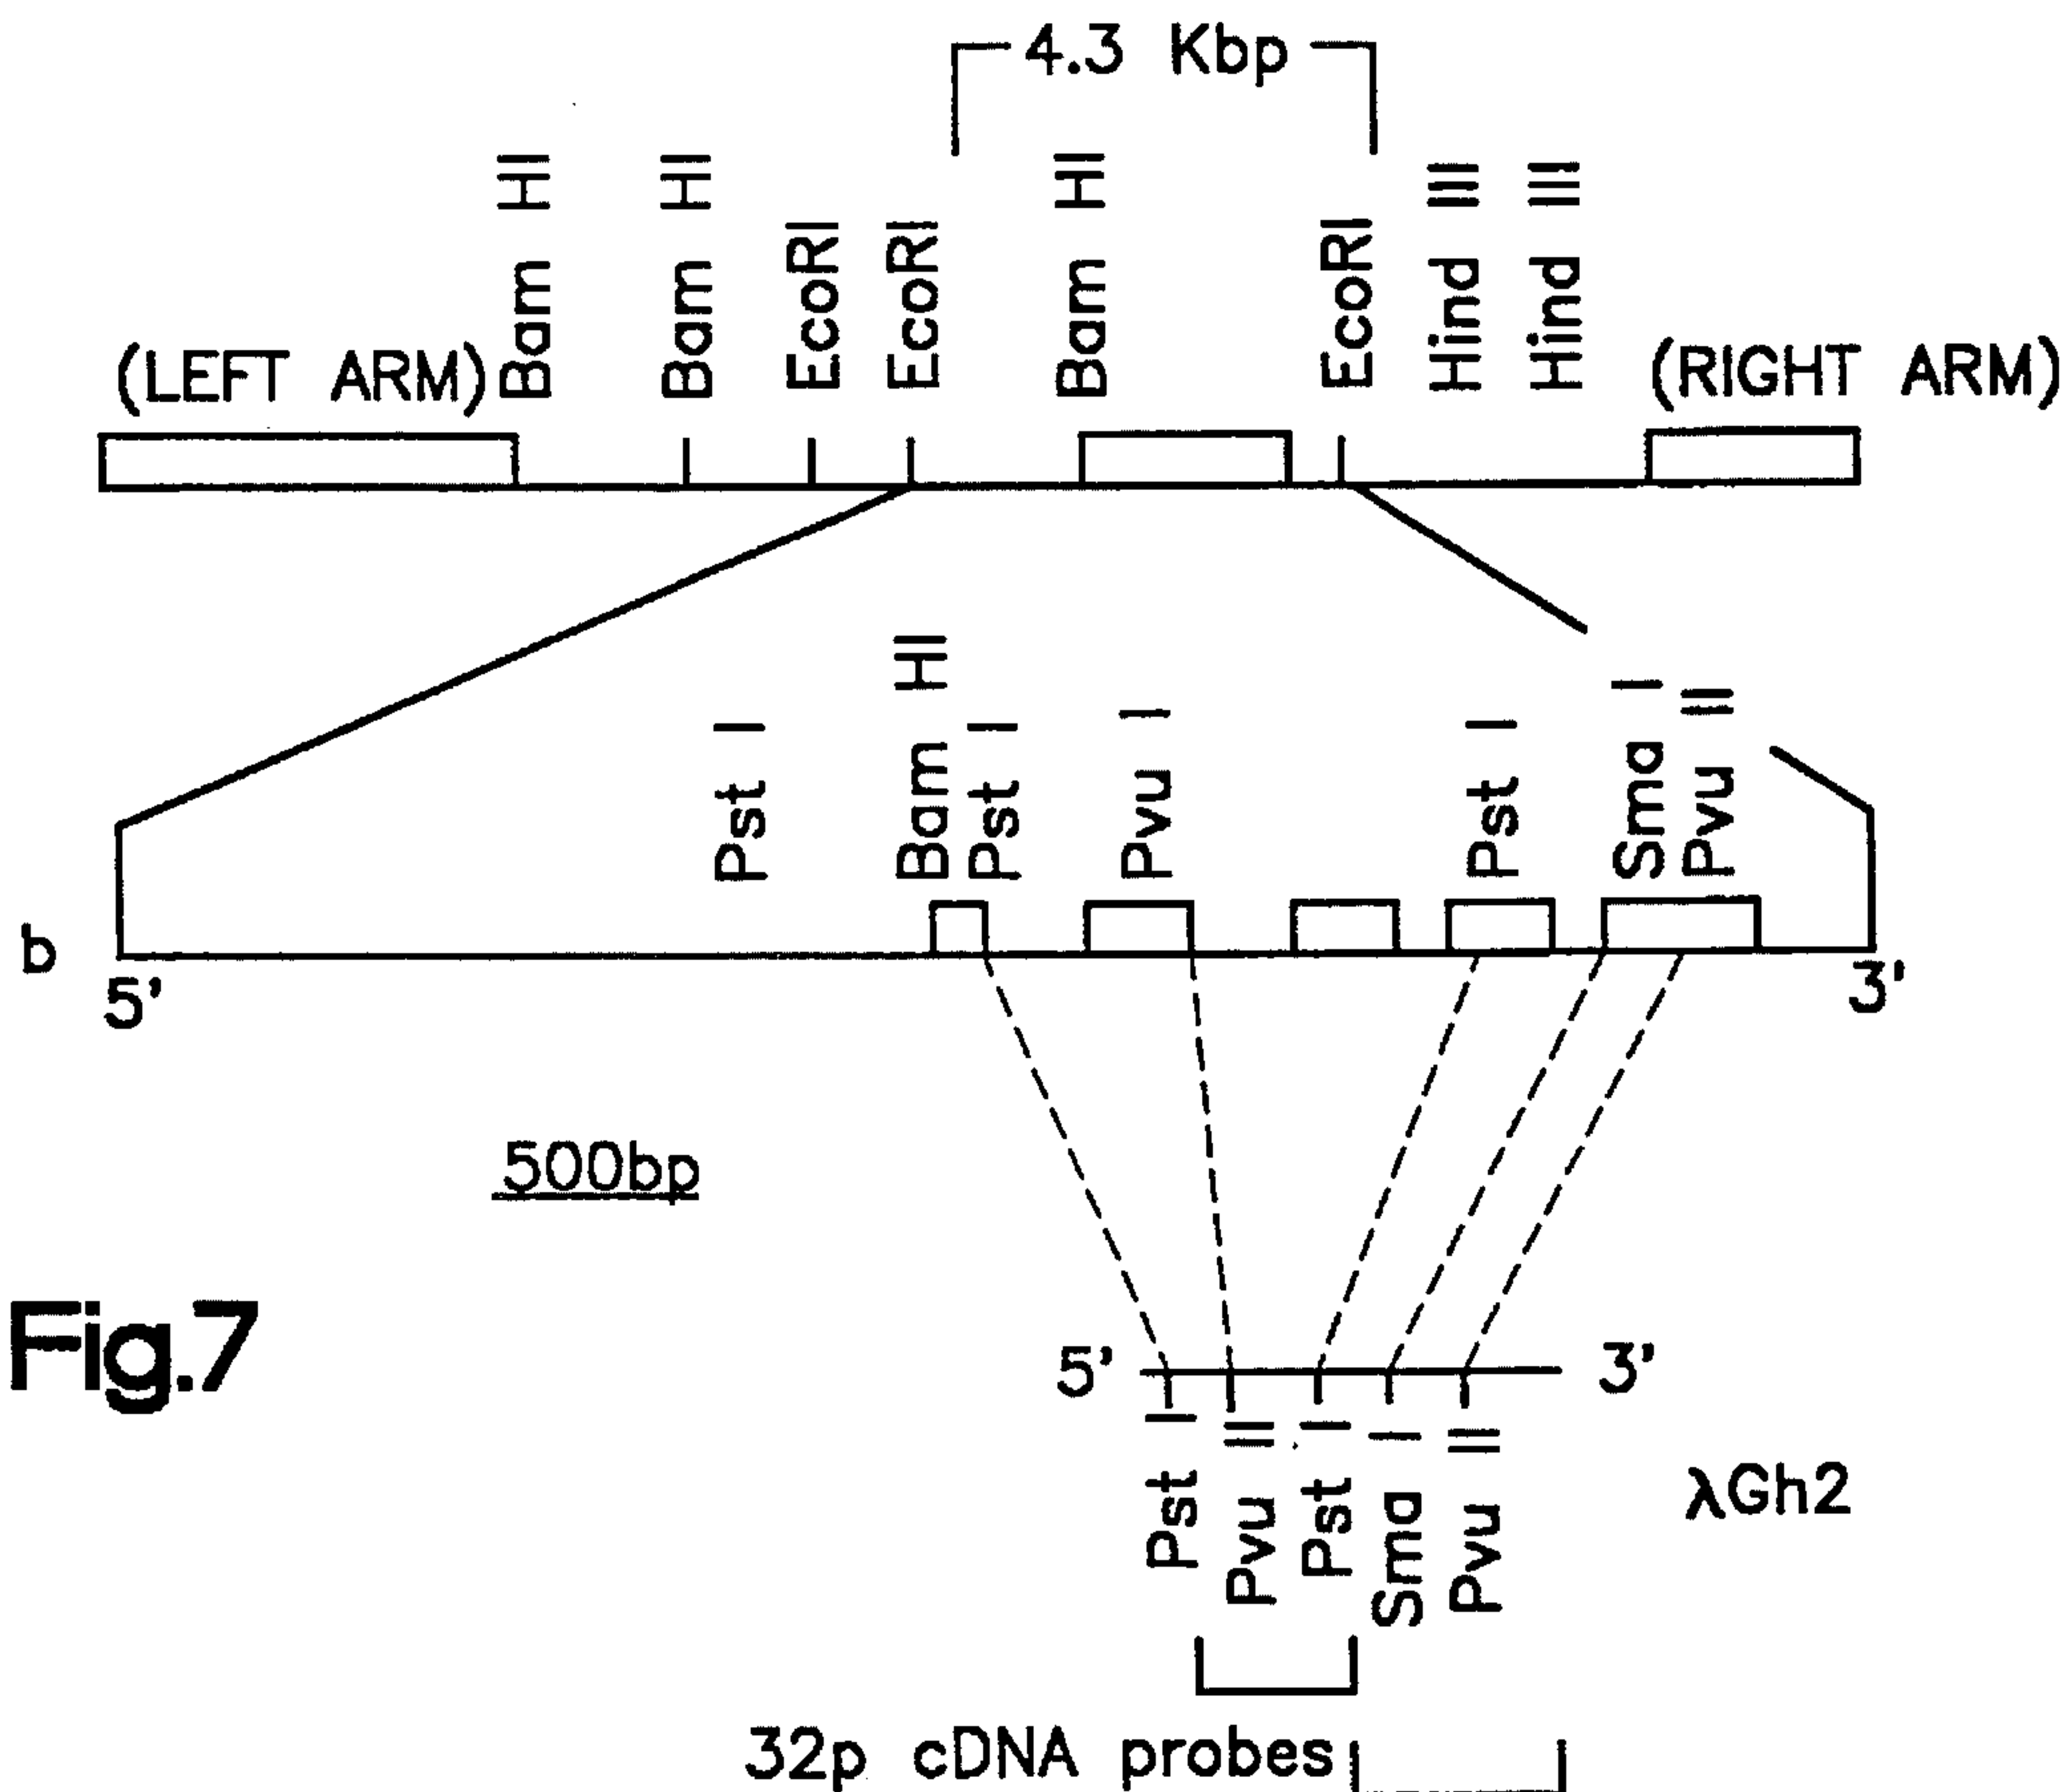 4.3 Kbp
(LEFT ARM)
Bam HI
Bam HI
EcoRI
EcoRI
Bam HI
EcoRI
Hind III
Hind III
(RIGHT ARM)
Pst I
Bam HI
Pst I
Pvu I
Pst I
Sma I
Pvu II
b
5'
3'
500bp
Fig.7
5'
3'
Pst I
Pvu II
Pst I
Sma I
Pvu II
λGh2
32p cDNA probes